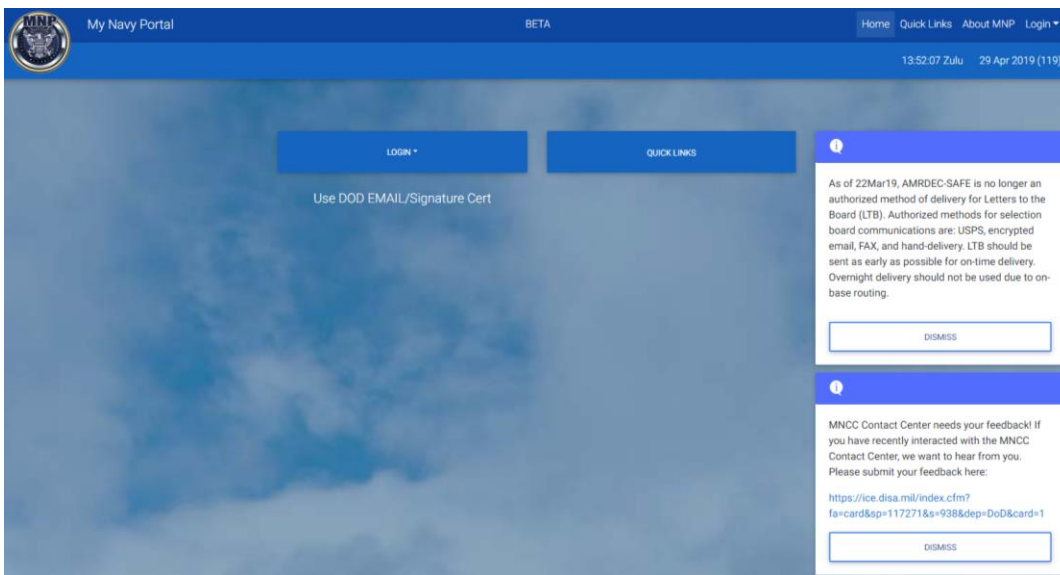 MNP
My Navy Portal
BETA
Home Quick Links About MNP Login
13:52:07 Zulu 29 Apr 2019 (119)
LOGIN
QUICK LINKS
Use DOD EMAIL/Signature Cert
As of 22Mar19, AMRDEC-SAFE is no longer an
authorized method of delivery for Letters to the
Board (LTB). Authorized methods for selection
board communications are: USPS, encrypted
email, FAX, and hand-delivery. LTB should be
sent as early as possible for on-time delivery.
Overnight delivery should not be used due to on-
base routing.
DISMISS
MNCC Contact Center needs your feedback! If
you have recently interacted with the MNCC
Contact Center, we want to hear from you.
Please submit your feedback here:
https://ice.disa.mil/index.cfm?
fa=card&sp=117271&s=938&dep=DoD&card=1
DISMISS